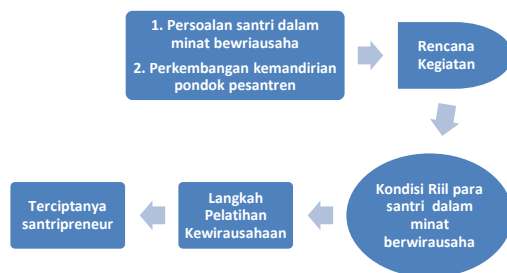 1. Persoalan santri dalam
minat bewriausaha
2. Perkembangan kemandirian
pondok pesantren
Rencana
Kegiatan
Kondisi Riil para
santri dalam
minat
berwirausaha
Langkah
Pelatihan
Kewirausahaan
Terciptanya
santripreneur